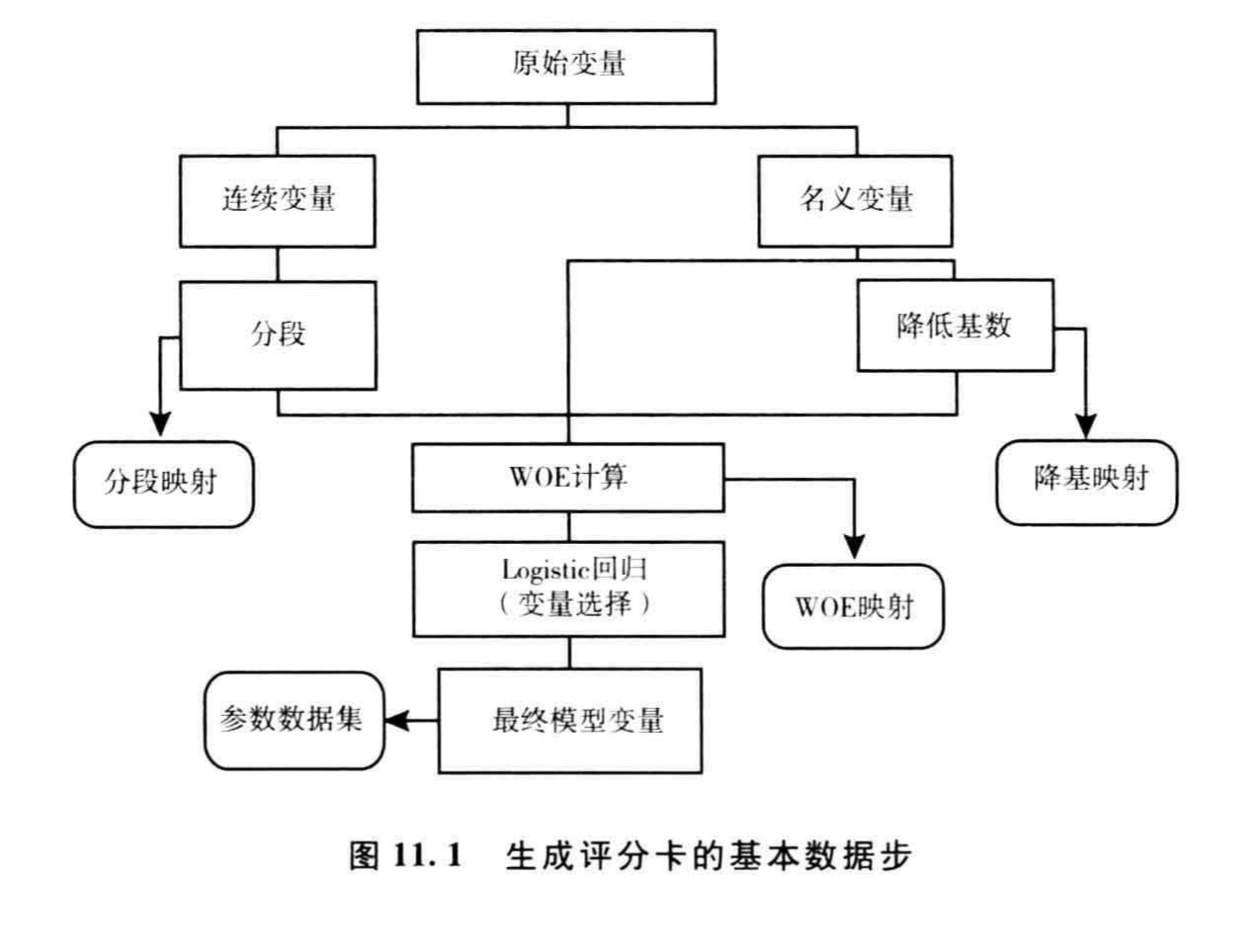 原始变量
连续变量
名义变量
分段
降低基数
分段映射
WOE计算
降基映射
Logistic回归
（变量选择）
WOE映射
参数数据集
最终模型变量
图 11.1 生成评分卡的基本数据步